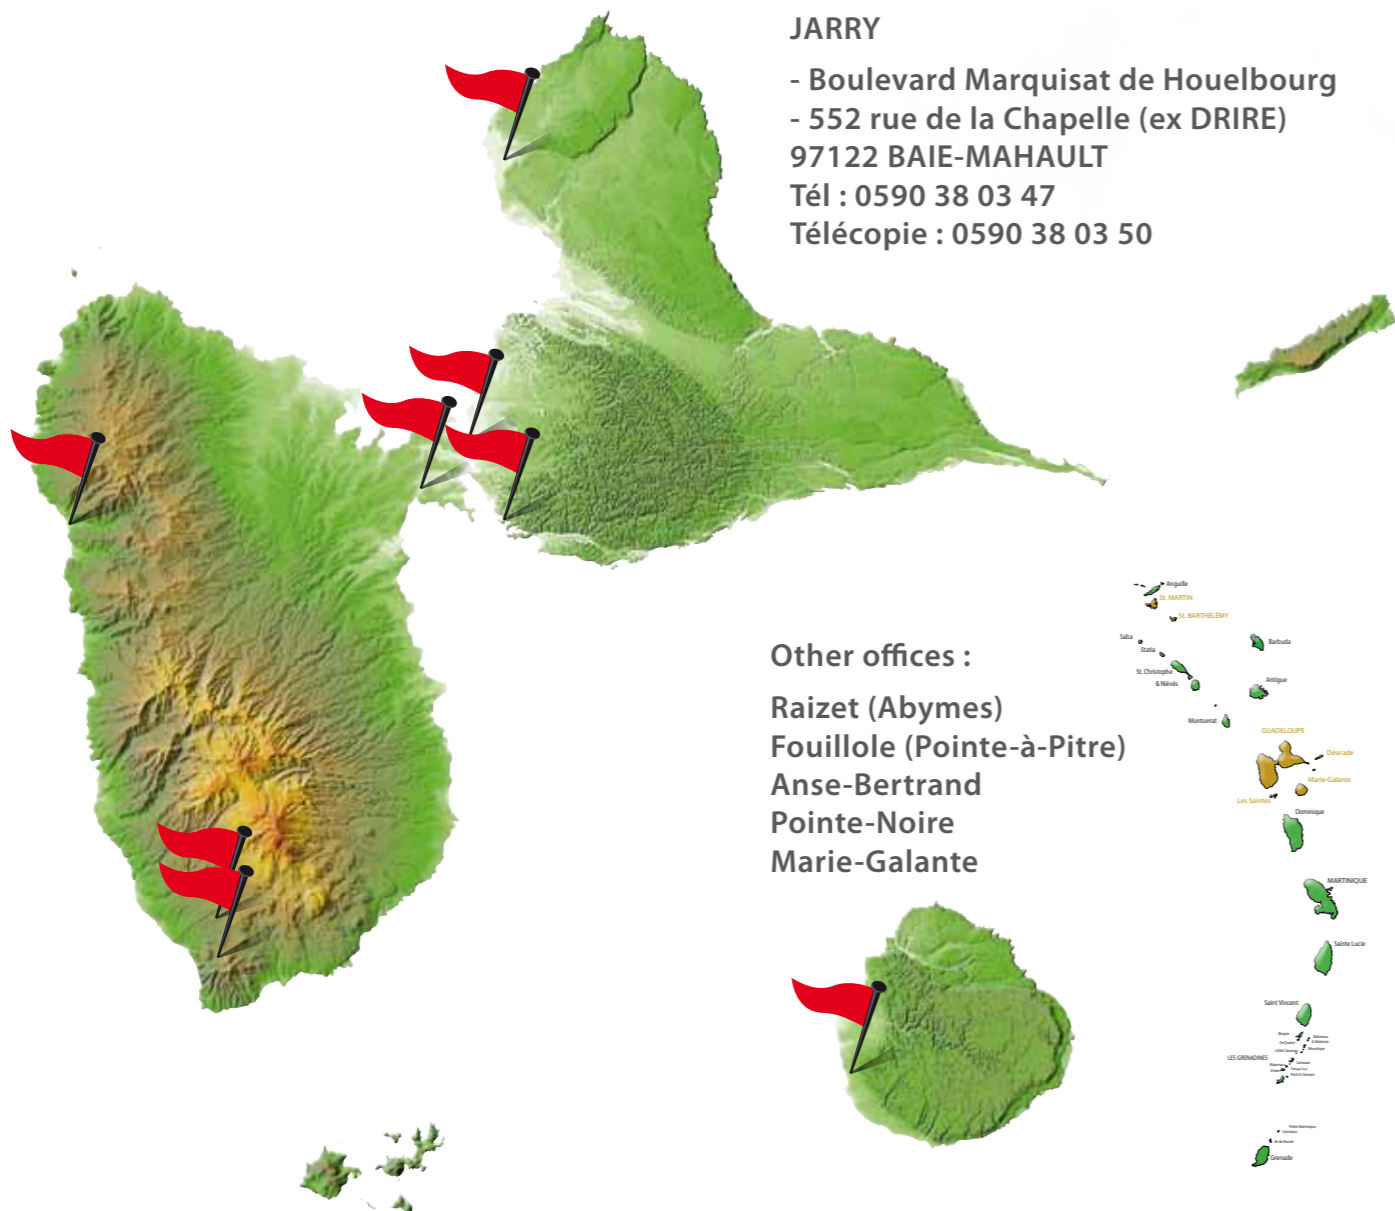 JARRY
- Boulevard Marquisat de Houelbourg
- 552 rue de la Chapelle (ex DRIRE)
97122 BAIE-MAHAULT
Tél : 0590 38 03 47
Télécopie : 0590 38 03 50
Other offices :
Raizet (Abymes)
Fouillole (Pointe-à-Pitre)
Anse-Bertrand
Pointe-Noire
Marie-Galante
Anguille
St. MARTIN
St. BARTHÉLÉMY
Saba
Statia
Barbuda
St. Christophe
& Niévès
Antigue
Montserrat
GUADELOUPE
Désirade
Marie-Galante
Les Saintes
Dominique
MARTINIQUE
Sainte Lucie
Saint Vincent
LES GRENADINES
Grenade